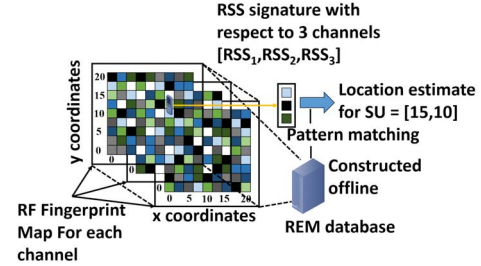 RSS signature with
respect to 3 channels
[RSS1,RSS2,RSS3]
y coordinates
20
15
10
5
0
0
0
0
0 5 10 15 20
x coordinates
Location estimate
for SU = [15,10]
Pattern matching
Constructed
offline
REM database
RF Fingerprint
Map For each
channel